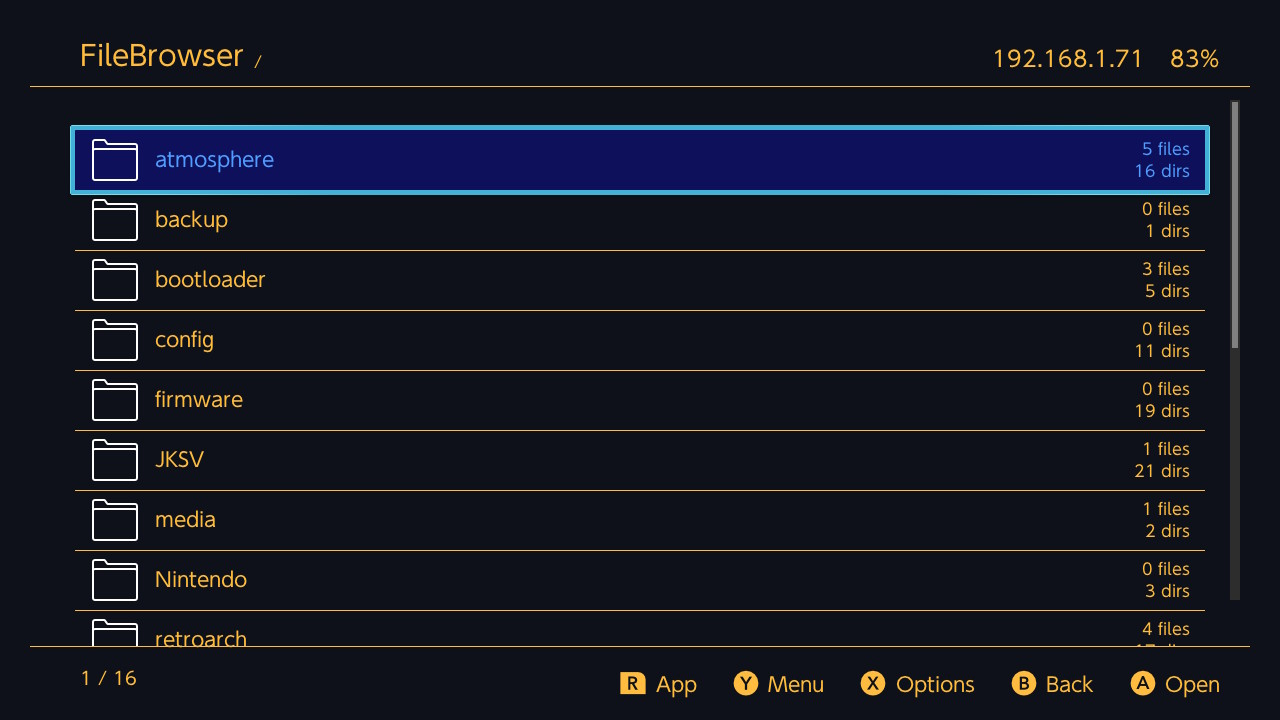 FileBrowser /
192.168.1.71 83%
atmosphere
5 files
16 dirs
backup
0 files
1 dirs
bootloader
3 files
5 dirs
config
0 files
11 dirs
firmware
0 files
19 dirs
JKSV
1 files
21 dirs
media
1 files
2 dirs
Nintendo
0 files
3 dirs
retroarch
4 files
1 / 16
R App Y Menu X Options B Back A Open